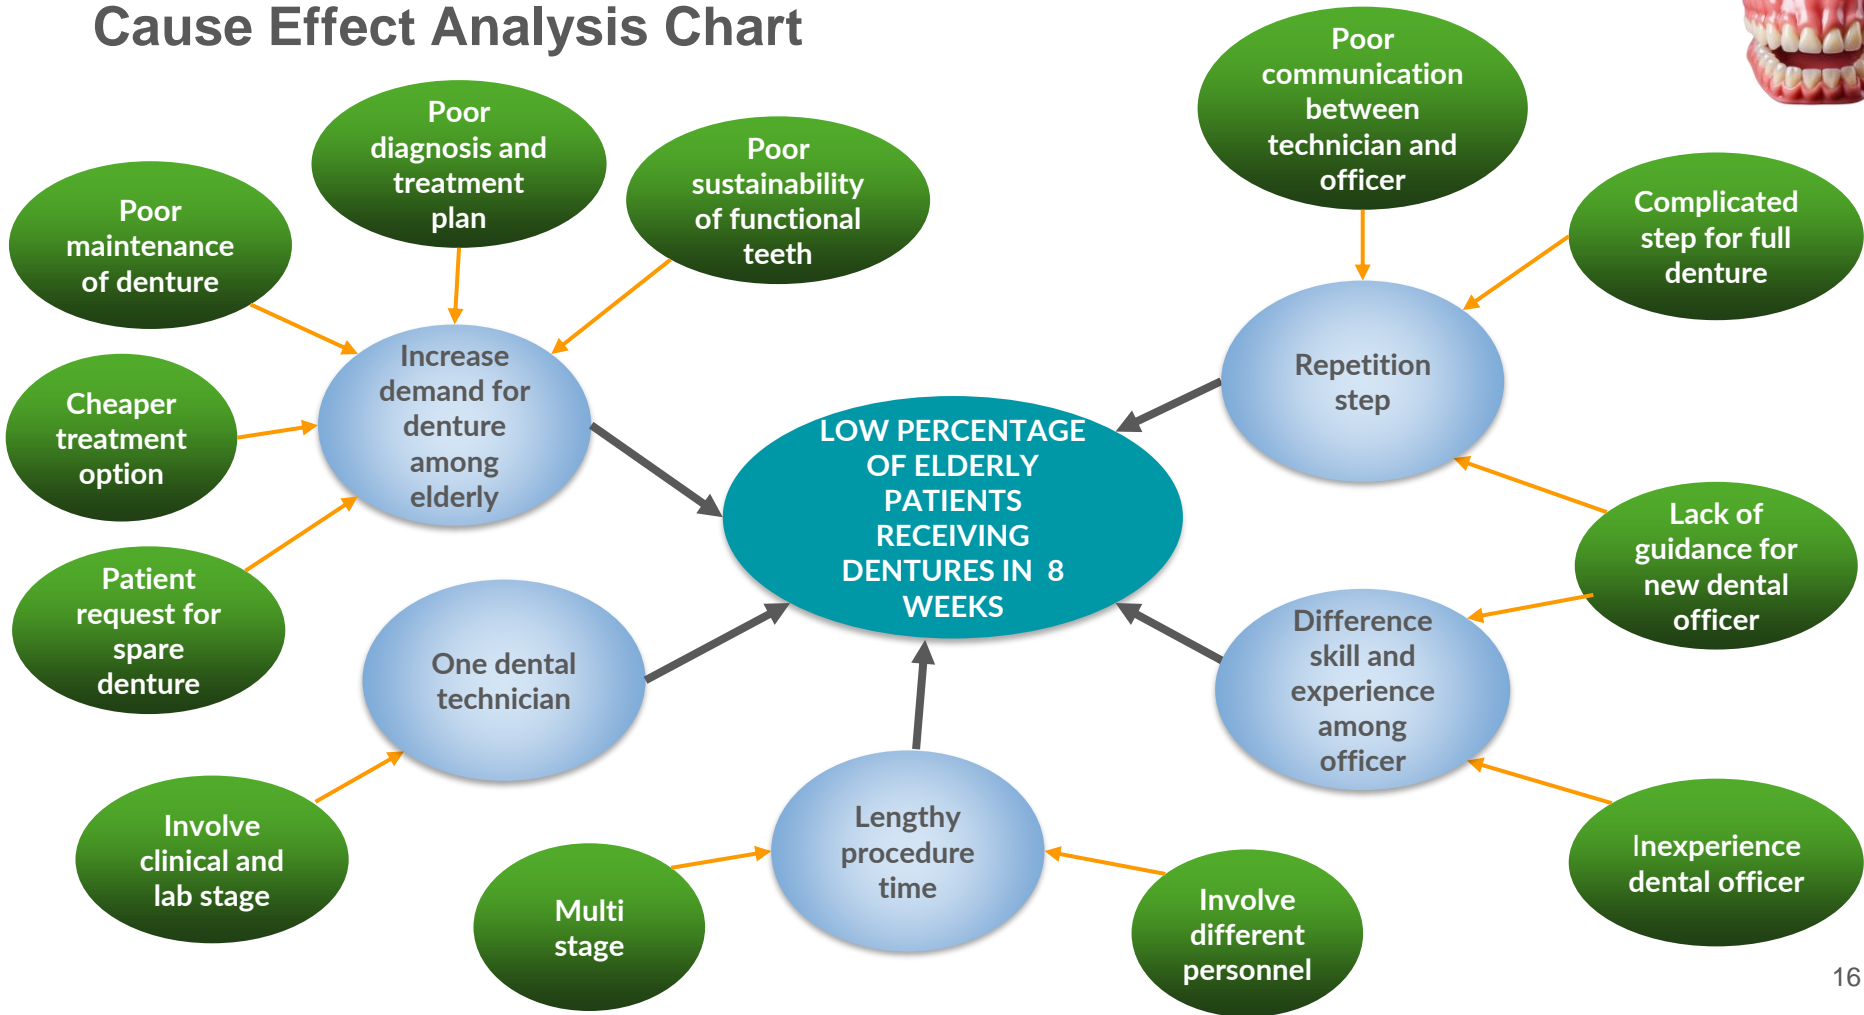 Cause Effect Analysis Chart
Poor
communication
between
technician and
officer
Poor
diagnosis and
treatment
plan
Poor
sustainability
of functional
teeth
Poor
maintenance
of denture
Complicated
step for full
denture
Increase
demand for
denture
among
elderly
Repetition
step
Cheaper
treatment
option
LOW PERCENTAGE
OF ELDERLY
PATIENTS
RECEIVING
DENTURES IN 8
WEEKS
Lack of
guidance for
new dental
officer
Patient
request for
spare
denture
One dental
technician
Difference
skill and
experience
among
officer
Involve
clinical and
lab stage
Lengthy
procedure
time
Inexperience
dental officer
Multi
stage
Involve
different
personnel
16